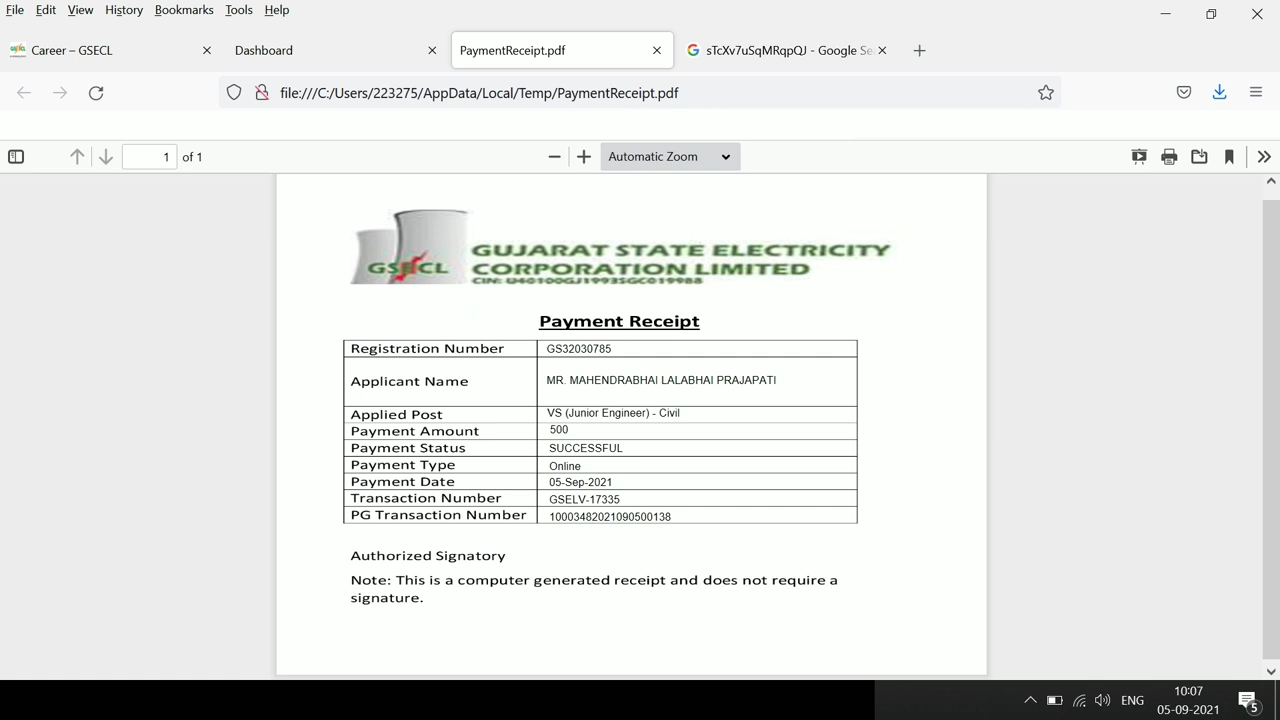 File Edit View History Bookmarks Tools Help
Career – GSECL
Dashboard
PaymentReceipt.pdf
sTcXv7uSqMRqpQJ - Google Se
file:///C:/Users/223275/AppData/Local/Temp/PaymentReceipt.pdf
1 of 1
Automatic Zoom
GSECL
GUJARAT STATE ELECTRICITY
CORPORATION LIMITED
CIN: U40100GJ1993SGC019988
Payment Receipt
Registration Number GS32030785
Applicant Name MR. MAHENDRABHAI LALABHAI PRAJAPATI
Applied Post VS (Junior Engineer) - Civil
Payment Amount 500
Payment Status SUCCESSFUL
Payment Type Online
Payment Date 05-Sep-2021
Transaction Number GSELV-17335
PG Transaction Number 10003482021090500138
Authorized Signatory
Note: This is a computer generated receipt and does not require a
signature.
ENG
10:07
05-09-2021
5